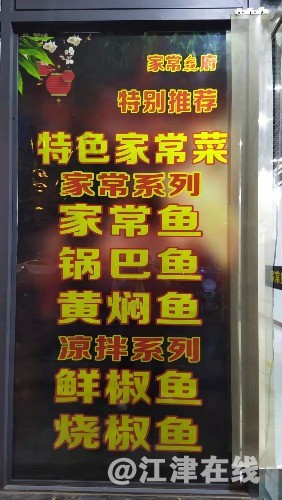 家常鱼府
特别推荐
特色家常菜
家常系列
家常鱼
锅巴鱼
黄焖鱼
凉拌系列
鲜椒鱼
烧椒鱼
@江津在线